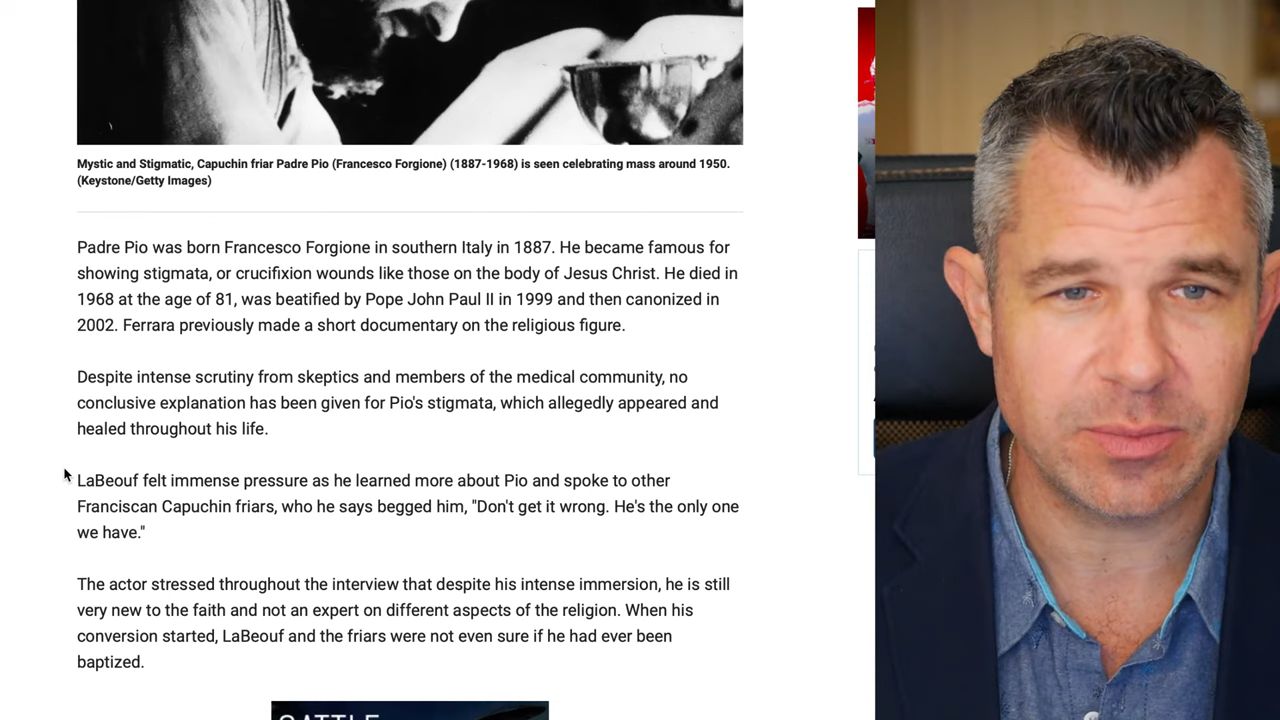 Mystic and Stigmatic, Capuchin friar Padre Pio (Francesco Forgione) (1887-1968) is seen celebrating mass around 1950.
(Keystone/Getty Images)
Padre Pio was born Francesco Forgione in southern Italy in 1887. He became famous for
showing stigmata, or crucifixion wounds like those on the body of Jesus Christ. He died in
1968 at the age of 81, was beatified by Pope John Paul II in 1999 and then canonized in
2002. Ferrara previously made a short documentary on the religious figure.
Despite intense scrutiny from skeptics and members of the medical community, no
conclusive explanation has been given for Pio's stigmata, which allegedly appeared and
healed throughout his life.
LaBeouf felt immense pressure as he learned more about Pio and spoke to other
Franciscan Capuchin friars, who he says begged him, "Don't get it wrong. He's the only one
we have."
The actor stressed throughout the interview that despite his intense immersion, he is still
very new to the faith and not an expert on different aspects of the religion. When his
conversion started, LaBeouf and the friars were not even sure if he had ever been
baptized.